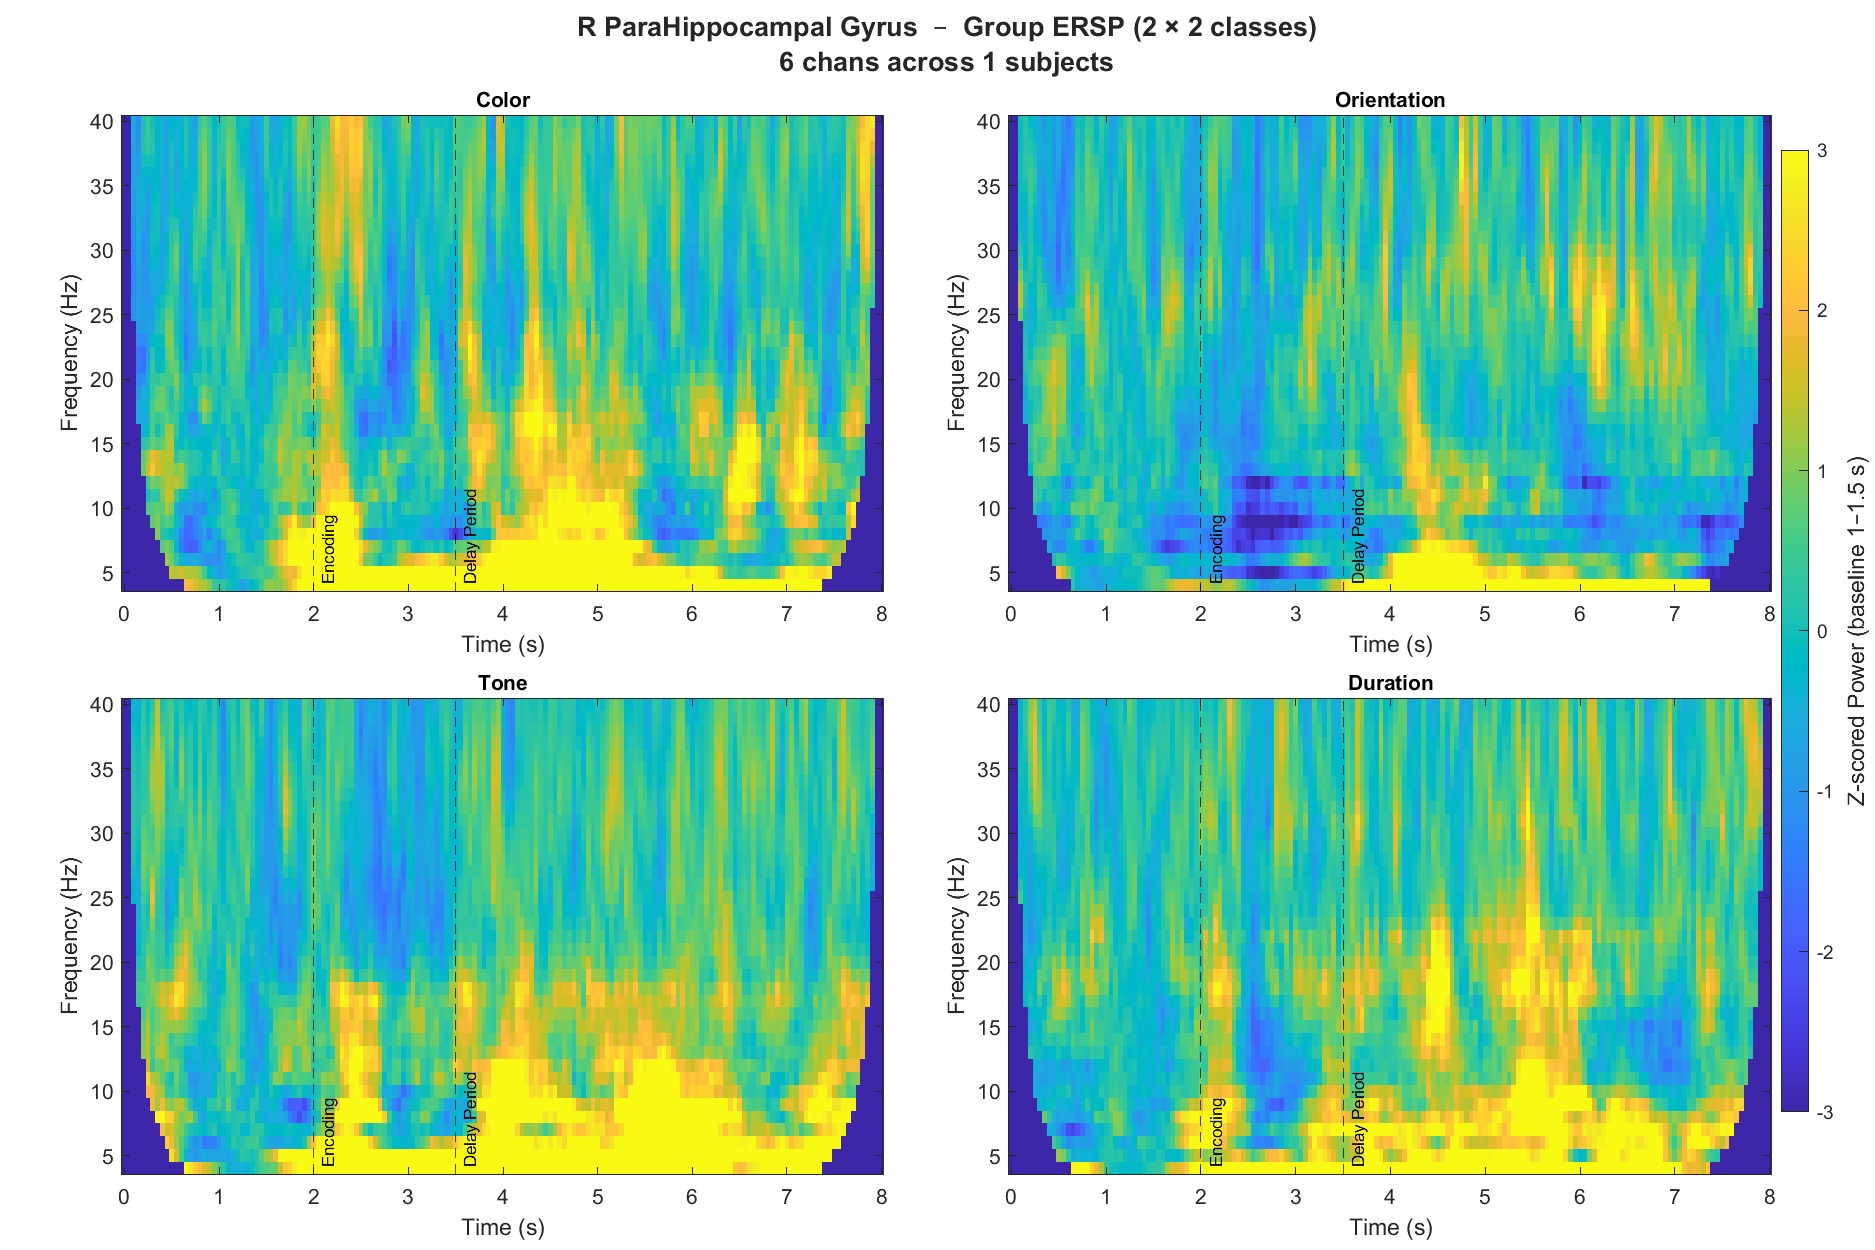 R ParaHippocampal Gyrus – Group ERSP (2 × 2 classes)
6 chans across 1 subjects
Color
40
35
30
25
20
15
10
5
Frequency (Hz)
Encoding
Delay Period
0 1 2 3 4 5 6 7 8
Time (s)
Orientation
40
35
30
25
20
15
10
5
Frequency (Hz)
Encoding
Delay Period
0 1 2 3 4 5 6 7 8
Time (s)
Tone
40
35
30
25
20
15
10
5
Frequency (Hz)
Encoding
Delay Period
0 1 2 3 4 5 6 7 8
Time (s)
Duration
40
35
30
25
20
15
10
5
Frequency (Hz)
Encoding
Delay Period
0 1 2 3 4 5 6 7 8
Time (s)
3
2
1
0
-1
-2
-3
Z-scored Power (baseline 1–1.5 s)